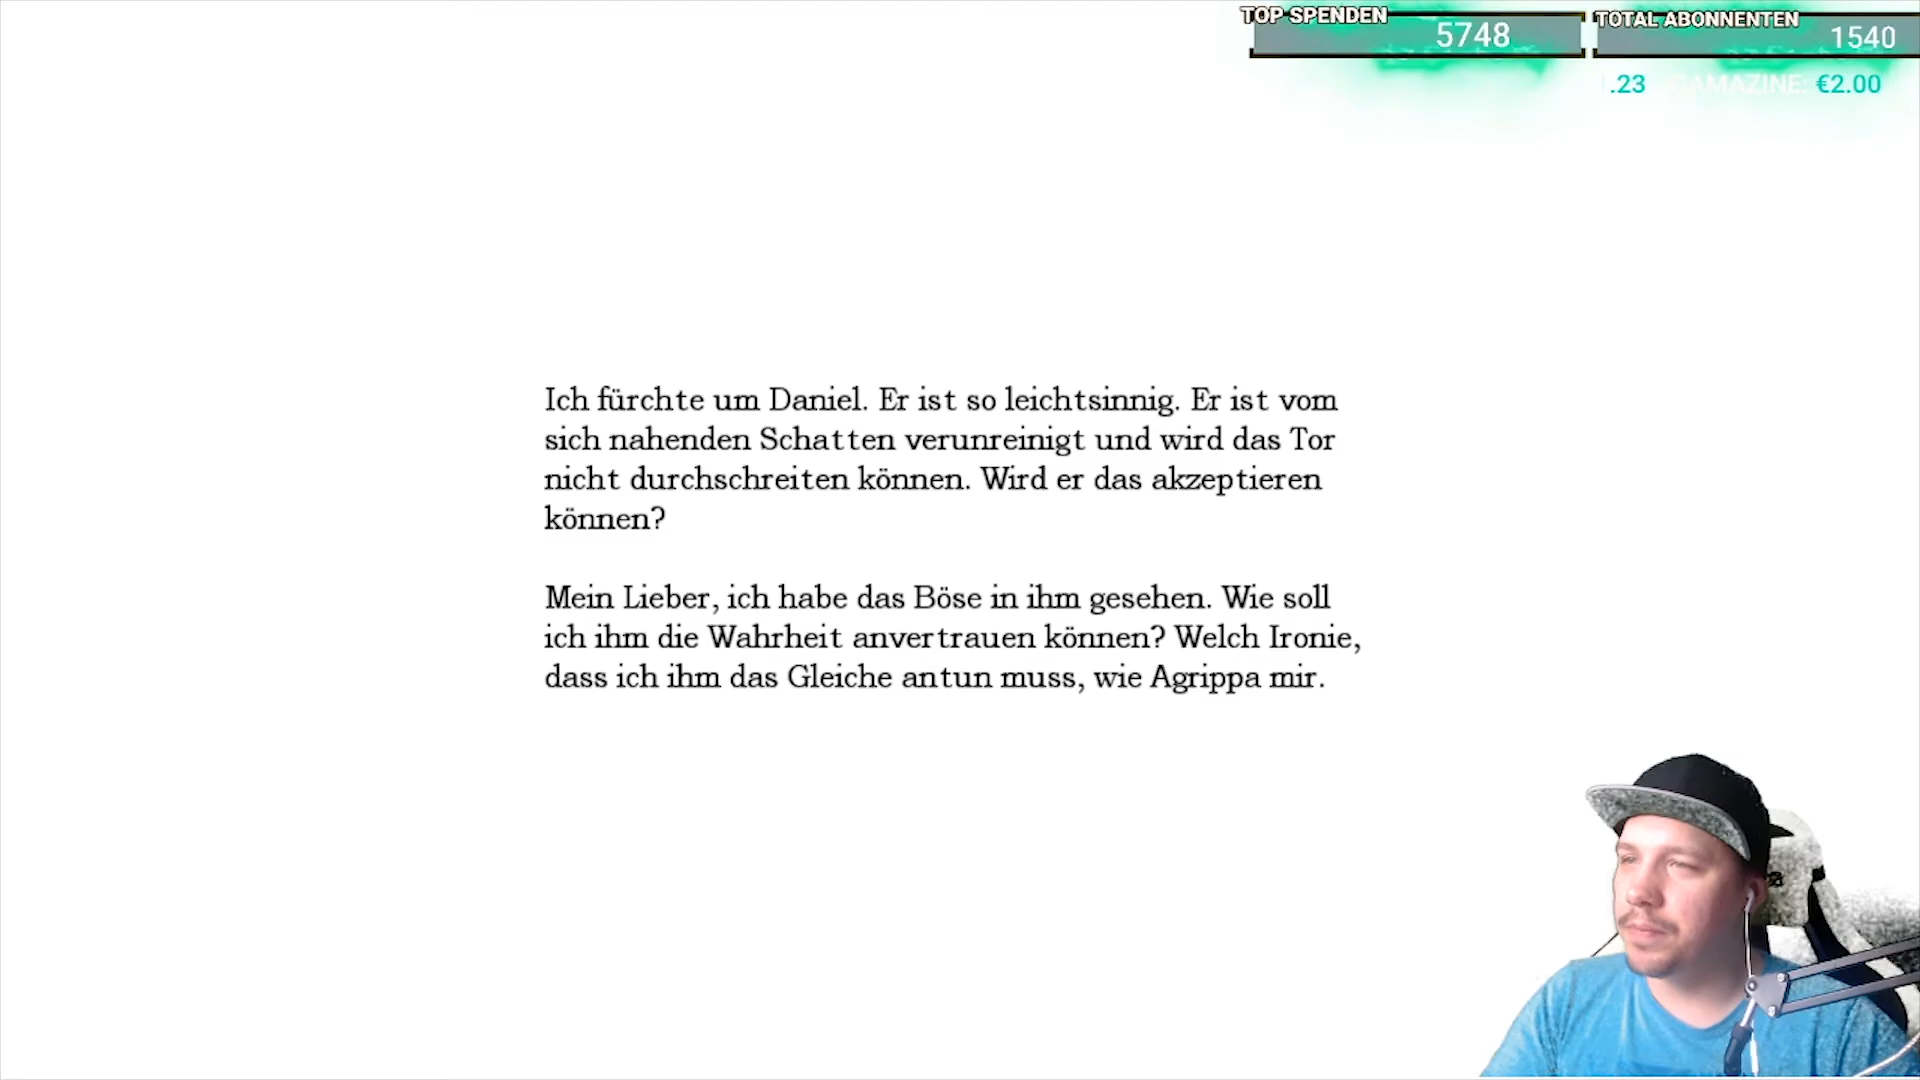 TOP SPENDEN
5748
TOTAL ABONNENTEN
1540
.23 GAMAZINE: €2.00
Ich fürchte um Daniel. Er ist so leichtsinnig. Er ist vom
sich nahenden Schatten verunreinigt und wird das Tor
nicht durchschreiten können. Wird er das akzeptieren
können?
Mein Lieber, ich habe das Böse in ihm gesehen. Wie soll
ich ihm die Wahrheit anvertrauen können? Welch Ironie,
dass ich ihm das Gleiche antun muss, wie Agrippa mir.